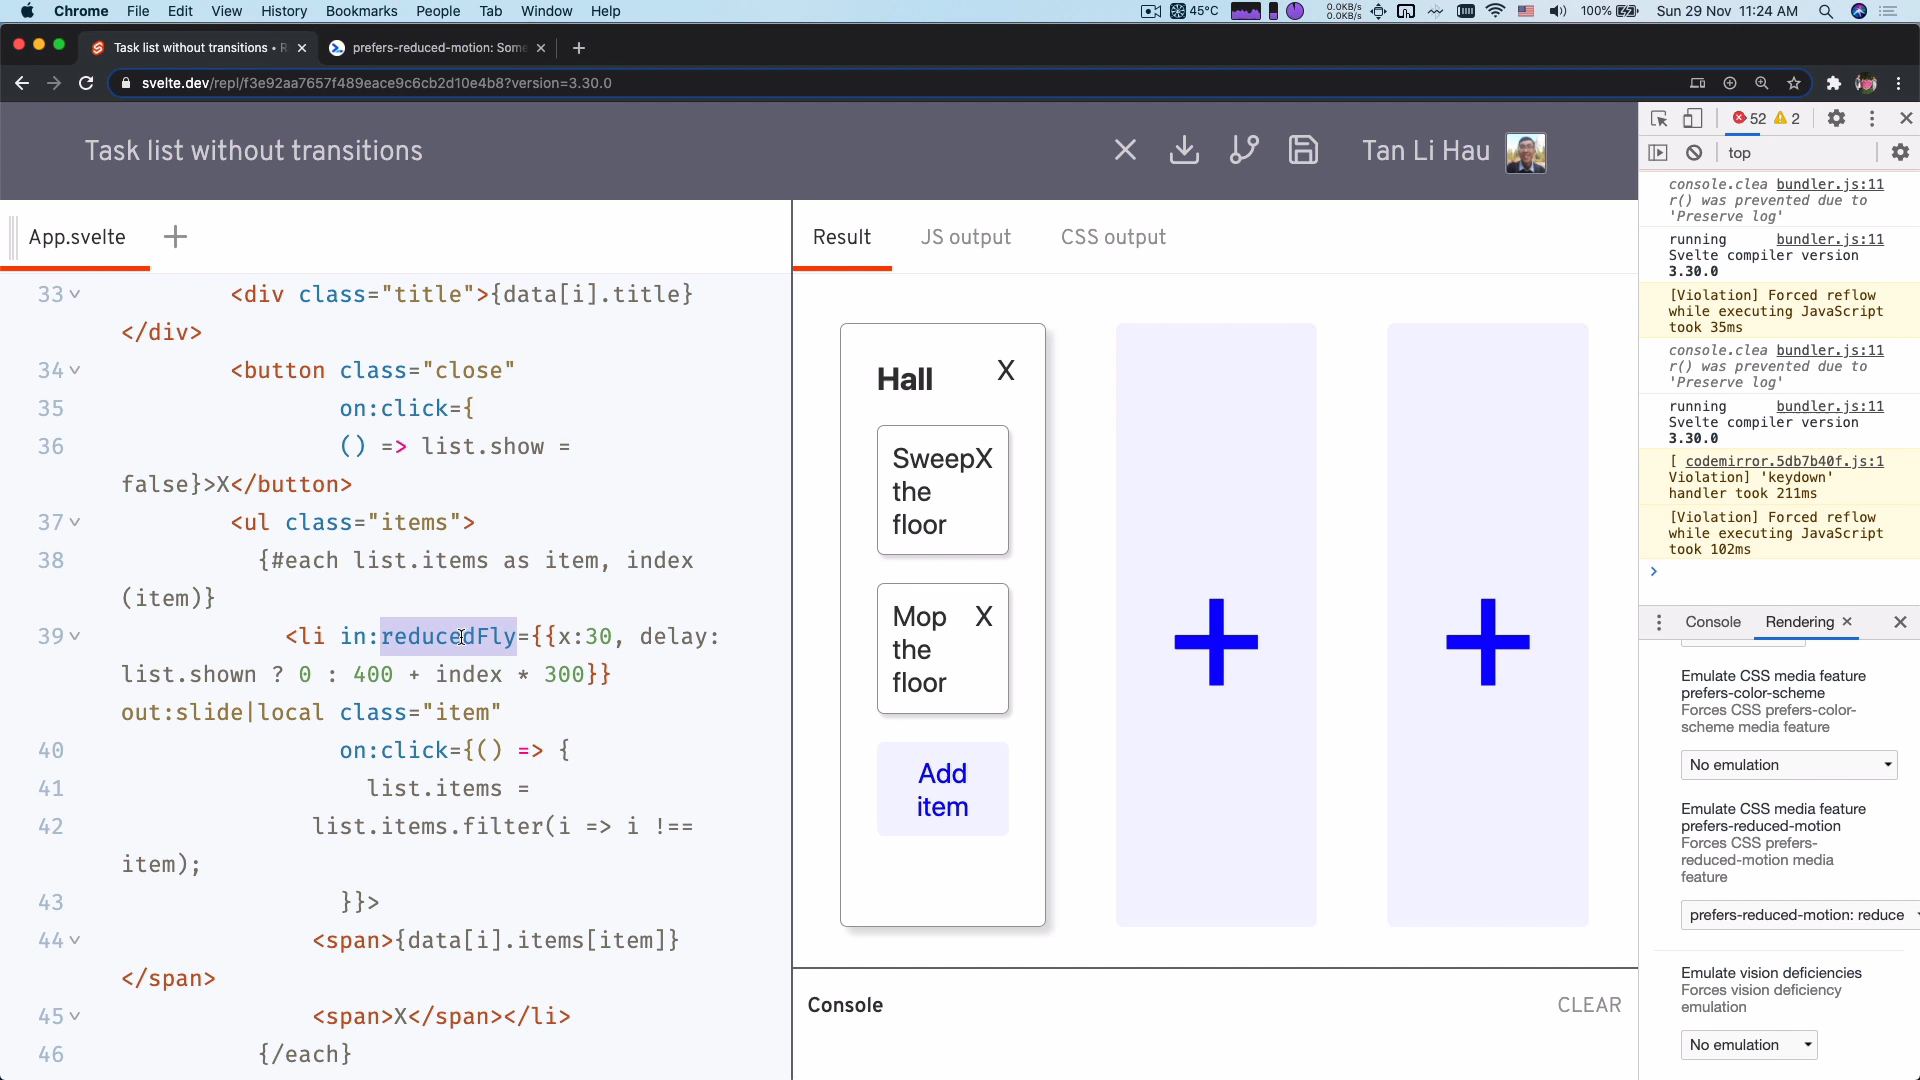 Chrome File Edit View History Bookmarks People Tab Window Help 45°C 0.0KB/s 0.0KB/s 100% Sun 29 Nov 11:24 AM
Task list without transitions • R
prefers-reduced-motion: Some
svelte.dev/repl/f3e92aa7657f489eace9c6cb2d10e4b8?version=3.30.0
Task list without transitions
Tan Li Hau
App.svelte
33 <div class="title">{data[i].title}
</div>
34 <button class="close"
35 on:click={
36 () => list.show =
false}>X</button>
37 <ul class="items">
38 {#each list.items as item, index
(item)}
39 <li in:reducedFly={{x:30, delay:
list.shown ? 0 : 400 + index * 300}}
out:slide|local class="item"
40 on:click={() => {
41 list.items =
42 list.items.filter(i => i !==
item);
43 }}>
44 <span>{data[i].items[item]}
</span>
45 <span>X</span></li>
46 {/each}
Result JS output CSS output
Hall X
Sweep X
the
floor
Mop X
the
floor
Add
item
Console CLEAR
52 2
top
console.clea bundler.js:11
r() was prevented due to
'Preserve log'
running bundler.js:11
Svelte compiler version
3.30.0
[Violation] Forced reflow
while executing JavaScript
took 35ms
console.clea bundler.js:11
r() was prevented due to
'Preserve log'
running bundler.js:11
Svelte compiler version
3.30.0
[ codemirror.5db7b40f.js:1
Violation] 'keydown'
handler took 211ms
[Violation] Forced reflow
while executing JavaScript
took 102ms
Console Rendering
Emulate CSS media feature
prefers-color-scheme
Forces CSS prefers-color-
scheme media feature
No emulation
Emulate CSS media feature
prefers-reduced-motion
Forces CSS prefers-
reduced-motion media
feature
prefers-reduced-motion: reduce
Emulate vision deficiencies
Forces vision deficiency
emulation
No emulation